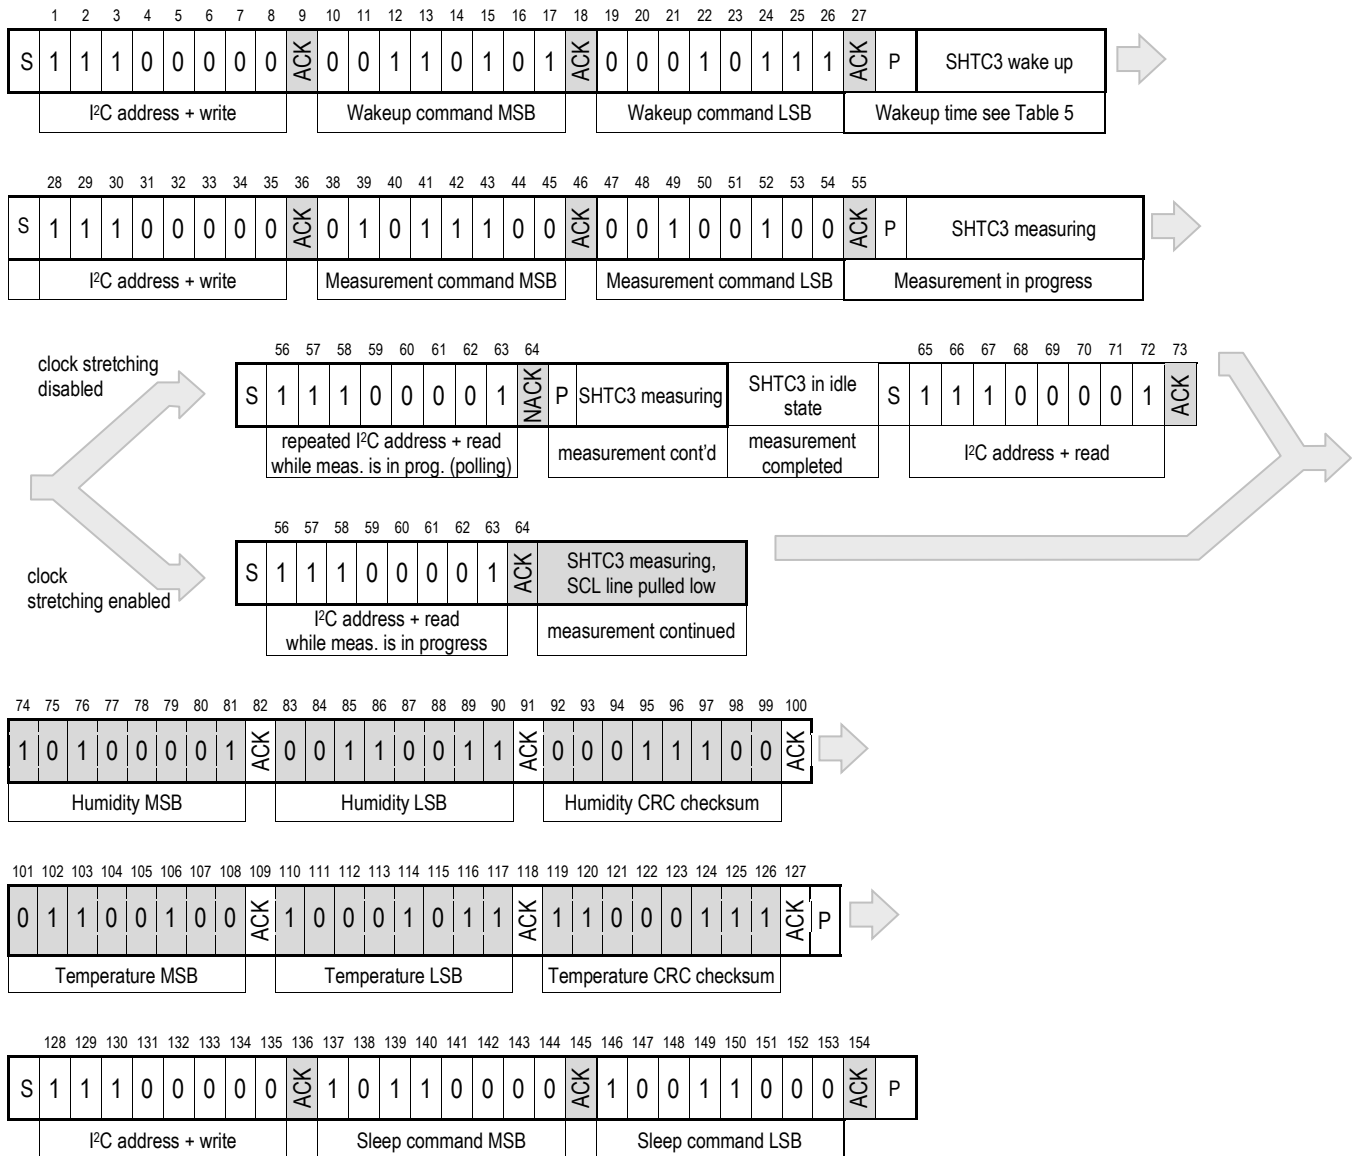 1 2 3 4 5 6 7 8 9 10 11 12 13 14 15 16 17 18 19 20 21 22 23 24 25 26 27
S 1 1 1 0 0 0 0 0 ACK 0 0 1 1 0 1 0 1 ACK 0 0 0 1 0 1 1 1 ACK P SHTC3 wake up
I²C address + write Wakeup command MSB Wakeup command LSB Wakeup time see Table 5
28 29 30 31 32 33 34 35 36 38 39 40 41 42 43 44 45 46 47 48 49 50 51 52 53 54 55
S 1 1 1 0 0 0 0 0 ACK 0 1 0 1 1 1 0 0 ACK 0 0 1 0 0 1 0 0 ACK P SHTC3 measuring
I²C address + write Measurement command MSB Measurement command LSB Measurement in progress
clock stretching
disabled
56 57 58 59 60 61 62 63 64 65 66 67 68 69 70 71 72 73
S 1 1 1 0 0 0 0 1 NACK P SHTC3 measuring
SHTC3 in idle
state
S 1 1 1 0 0 0 0 1 ACK
repeated I²C address + read
while meas. is in prog. (polling)
measurement cont'd
measurement
completed
I²C address + read
clock
stretching enabled
56 57 58 59 60 61 62 63 64
S 1 1 1 0 0 0 0 1 ACK
SHTC3 measuring,
SCL line pulled low
I²C address + read
while meas. is in progress
measurement continued
74 75 76 77 78 79 80 81 82 83 84 85 86 87 88 89 90 91 92 93 94 95 96 97 98 99 100
1 0 1 0 0 0 0 1 ACK 0 0 1 1 0 0 1 1 ACK 0 0 0 1 1 1 0 0 ACK
Humidity MSB Humidity LSB Humidity CRC checksum
101 102 103 104 105 106 107 108 109 110 111 112 113 114 115 116 117 118 119 120 121 122 123 124 125 126 127
0 1 1 0 0 1 0 0 ACK 1 0 0 0 1 0 1 1 ACK 1 1 0 0 0 1 1 1 ACK P
Temperature MSB Temperature LSB Temperature CRC checksum
128 129 130 131 132 133 134 135 136 137 138 139 140 141 142 143 144 145 146 147 148 149 150 151 152 153 154
S 1 1 1 0 0 0 0 0 ACK 1 0 1 1 0 0 0 0 ACK 1 0 0 1 1 0 0 0 ACK P
I²C address + write Sleep command MSB Sleep command LSB